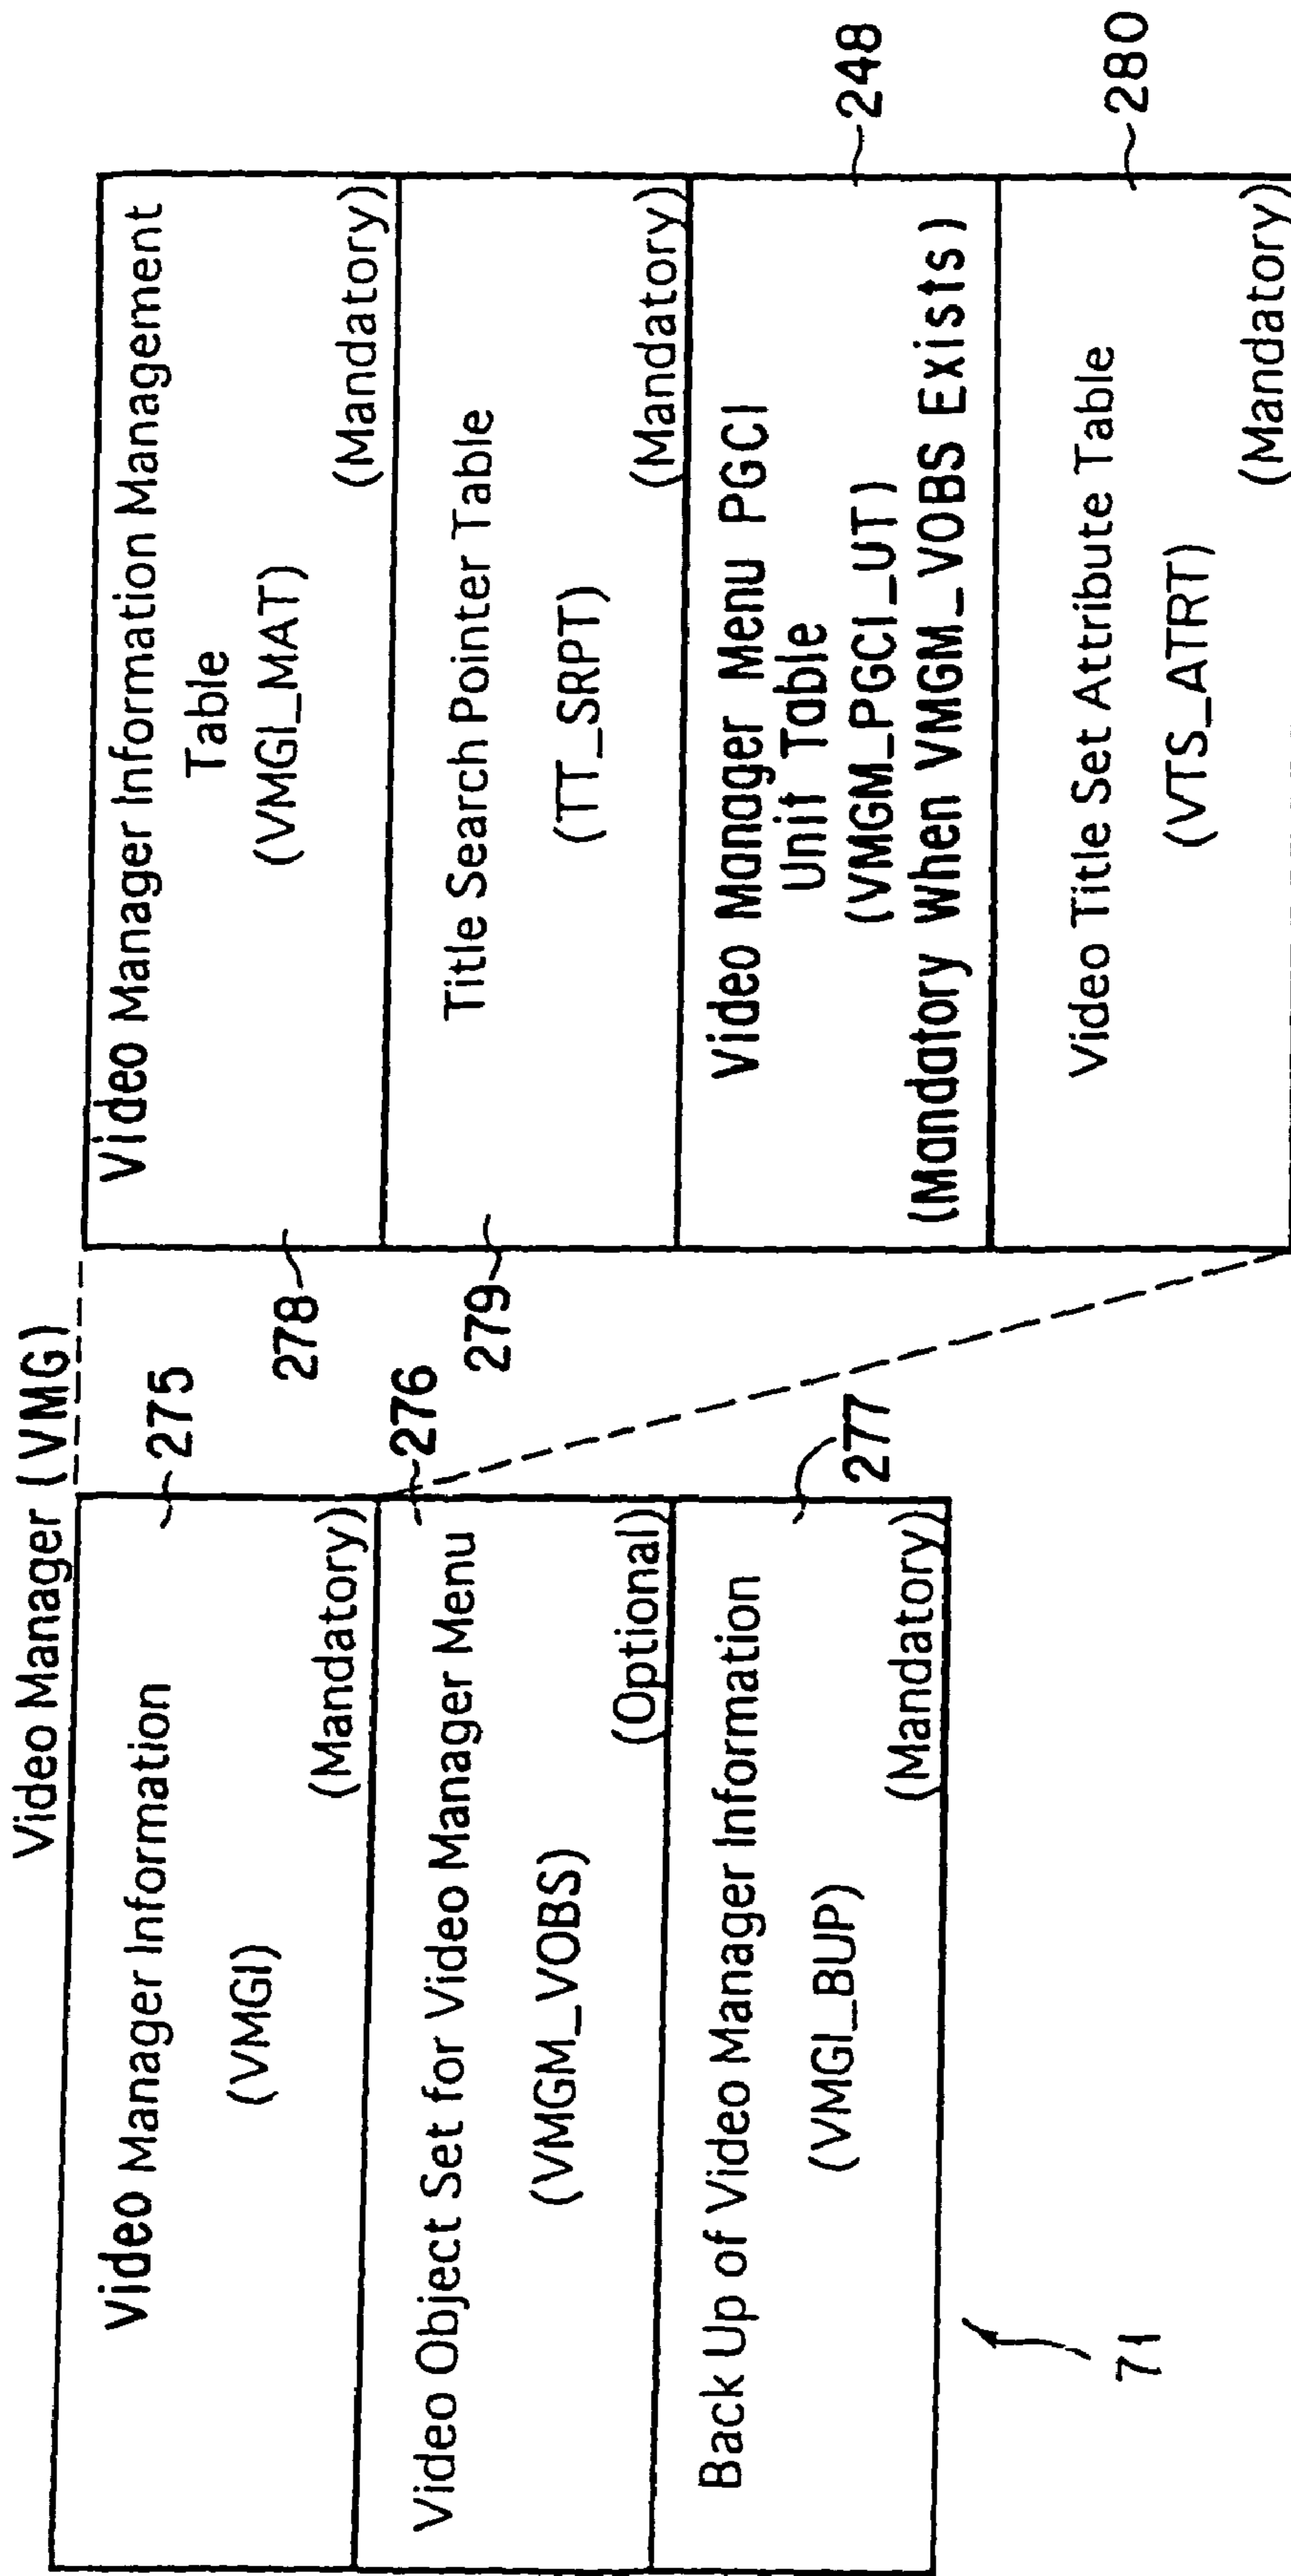 Video Manager (VMG)
Video Manager Information
(VMGI)
(Mandatory)
275
Video Object Set for Video Manager Menu
(VMGM_VOBS)
(Optional)
276
Back Up of Video Manager Information
(VMGI_BUP)
(Mandatory)
277
71
Video Manager Information Management
Table
(VMGI_MAT)
(Mandatory)
278
Title Search Pointer Table
(TT_SRPT)
(Mandatory)
279
Video Manager Menu PGCI
Unit Table
(VMGM_PGCI_UT)
(Mandatory When VMGM_VOBS Exists)
248
Video Title Set Attribute Table
(VTS_ATRT)
(Mandatory)
280